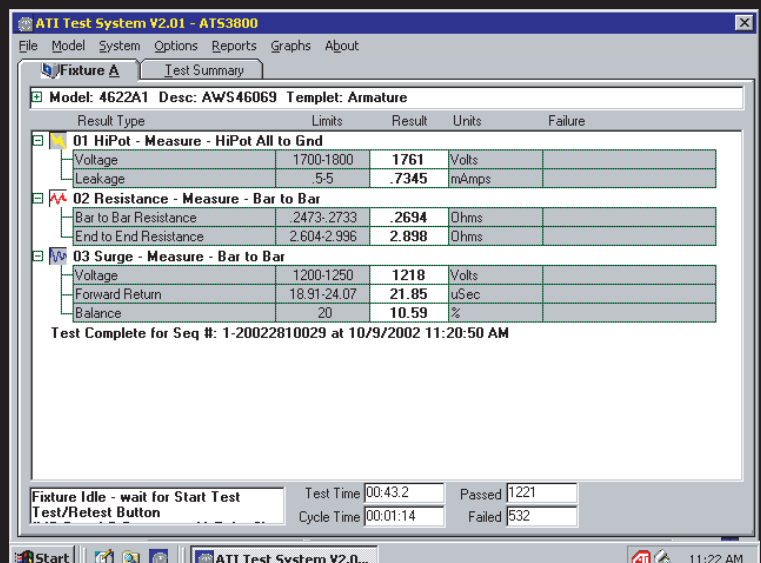 ATI Test System V2.01 - ATS3800
File Model System Options Reports Graphs About
Fixture A Test Summary
Model: 4622A1 Desc: AWS46069 Templet: Armature
Result Type Limits Result Units Failure
01 HiPot - Measure - HiPot All to Gnd
Voltage 1700-1800 1761 Volts
Leakage .5-5 .7345 mAmps
02 Resistance - Measure - Bar to Bar
Bar to Bar Resistance .2473-.2733 .2694 Ohms
End to End Resistance 2.604-2.996 2.898 Ohms
03 Surge - Measure - Bar to Bar
Voltage 1200-1250 1218 Volts
Forward Return 18.91-24.07 21.85 uSec
Balance 20 10.59 %
Test Complete for Seq #: 1-20022810029 at 10/9/2002 11:20:50 AM
Fixture Idle - wait for Start Test
Test/Retest Button
Test Time 00:43.2 Passed 1221
Cycle Time 00:01:14 Failed 532
Start ATI Test System V2.0... ATI 11:22 AM